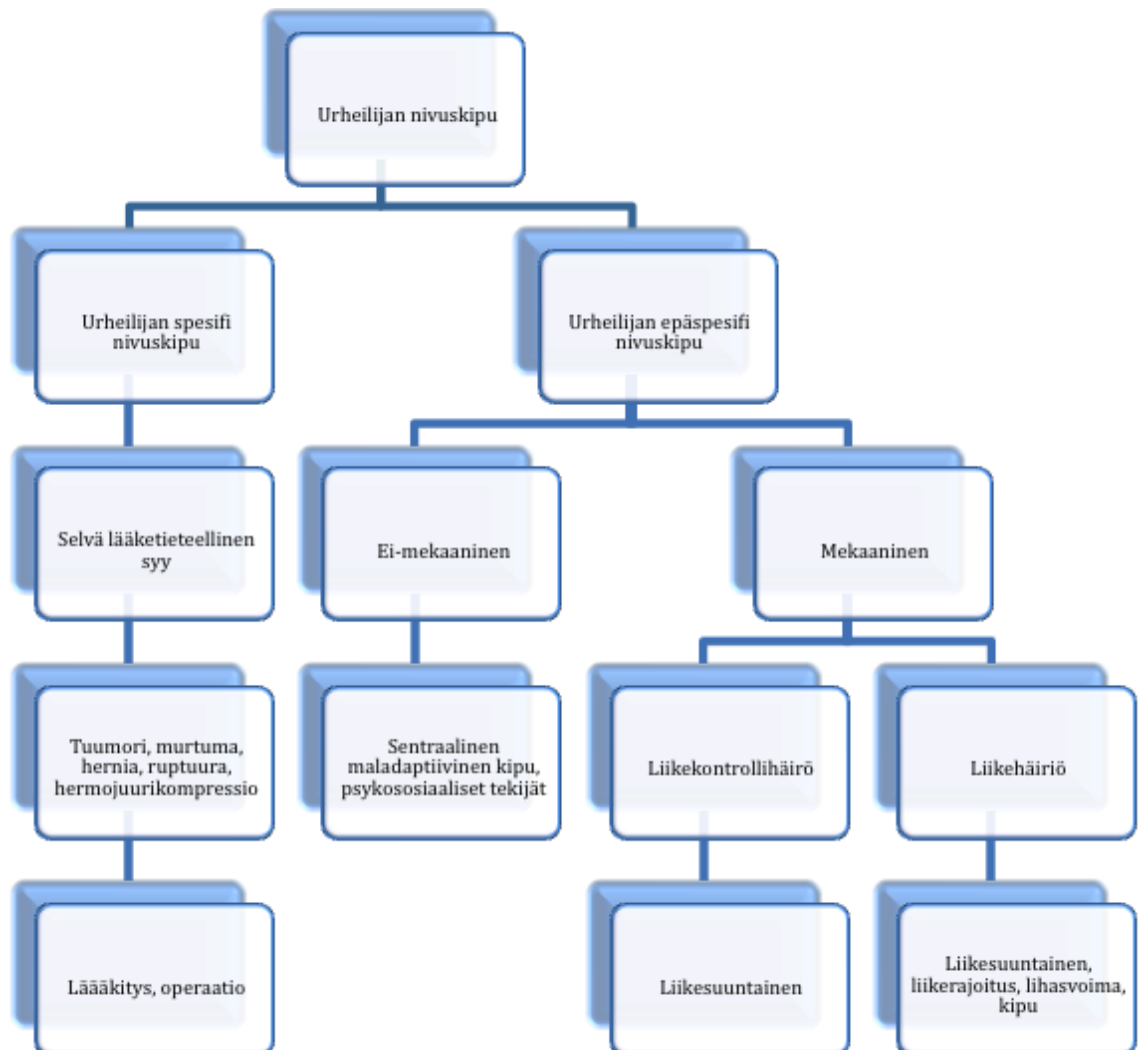 Urheilijan nivuskipu
Urheilijan spesifi
nivuskipu
Urheilijan epäspesifi
nivuskipu
Selvä lääketieteellinen
syy
Ei-mekaaninen
Mekaaninen
Tuumori, murtuma,
hernia, ruptuura,
hermojuurikompressio
Sentraalinen
maladaptiivinen kipu,
psykososiaaliset tekijät
Liikekontrollihäirö
Liikehäiriö
Läääkitys, operaatio
Liikesuuntainen
Liikesuuntainen,
liikerajoitus, lihasvoima,
kipu